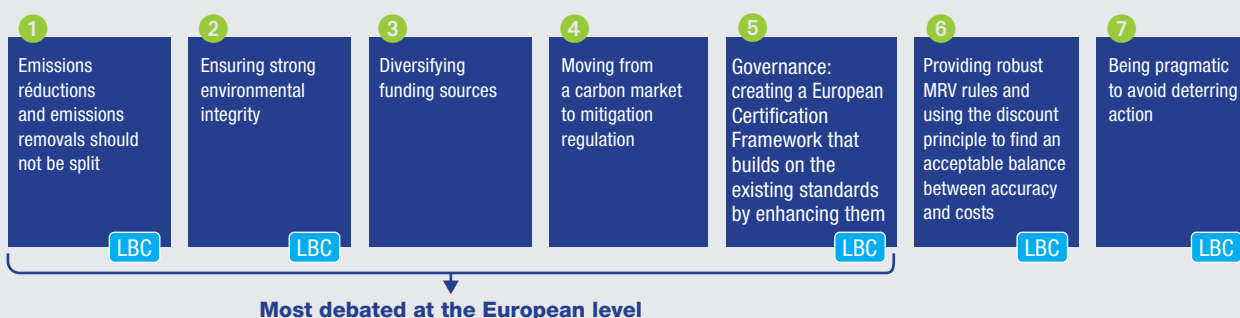 1
Emissions
réductions
and emissions
removals should
not be split
LBC
2
Ensuring strong
environmental
integrity
LBC
3
Diversifying
funding sources
4
Moving from
a carbon market
to mitigation
regulation
5
Governance:
creating a European
Certification
Framework that
builds on the
existing standards
by enhancing them
LBC
6
Providing robust
MRV rules and
using the discount
principle to find an
acceptable balance
between accuracy
and costs
LBC
7
Being pragmatic
to avoid deterring
action
LBC
Most debated at the European level